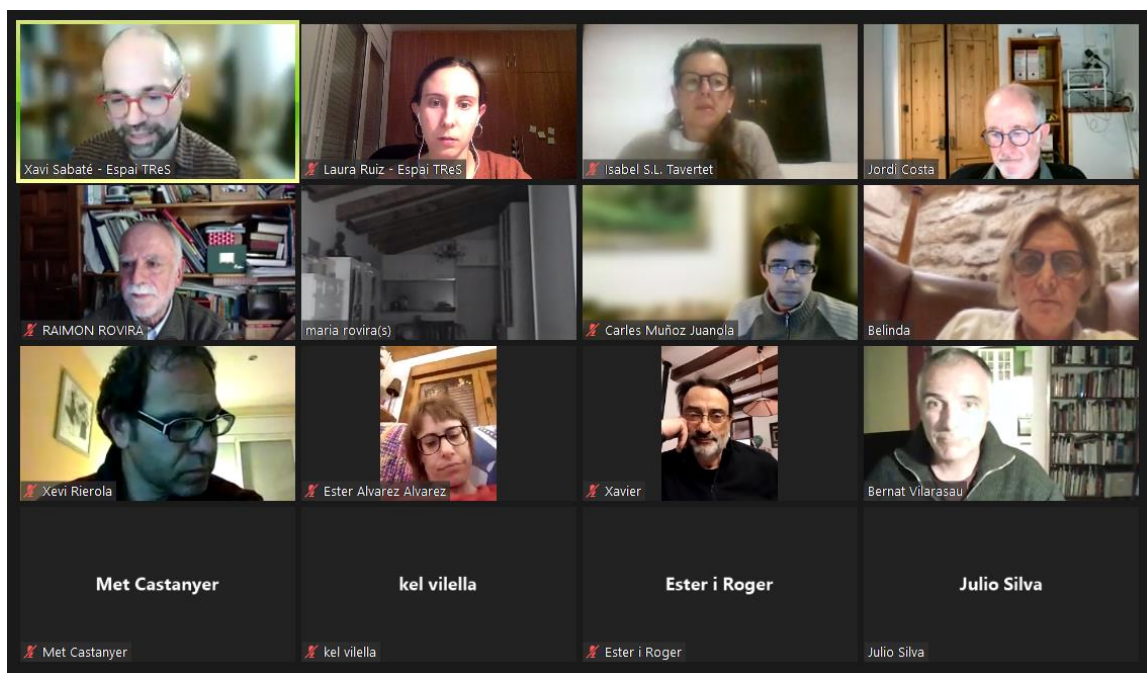 Xavi Sabaté - Espai TReS
Laura Ruiz - Espai TReS
Isabel S.L. Tavertet
Jordi Costa
RAIMON ROVIRA
maria rovira(s)
Carles Muñoz Juanola
Belinda
Xevi Rierola
Ester Alvarez Alvarez
Xavier
Bernat Vilarasau
Met Castanyer
kel vilella
Ester i Roger
Julio Silva
Met Castanyer
kel vilella
Ester i Roger
Julio Silva